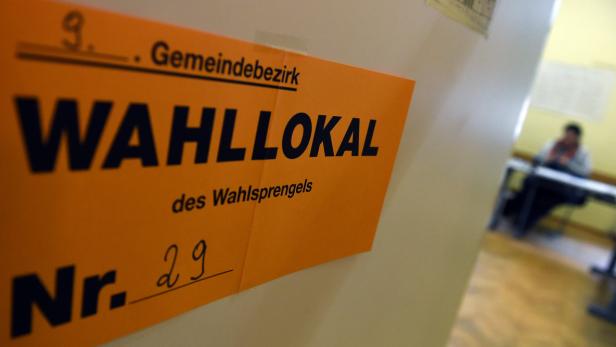 9. Gemeindebezirk
WAHLLOKAL
des Wahlsprengels
Nr. 29